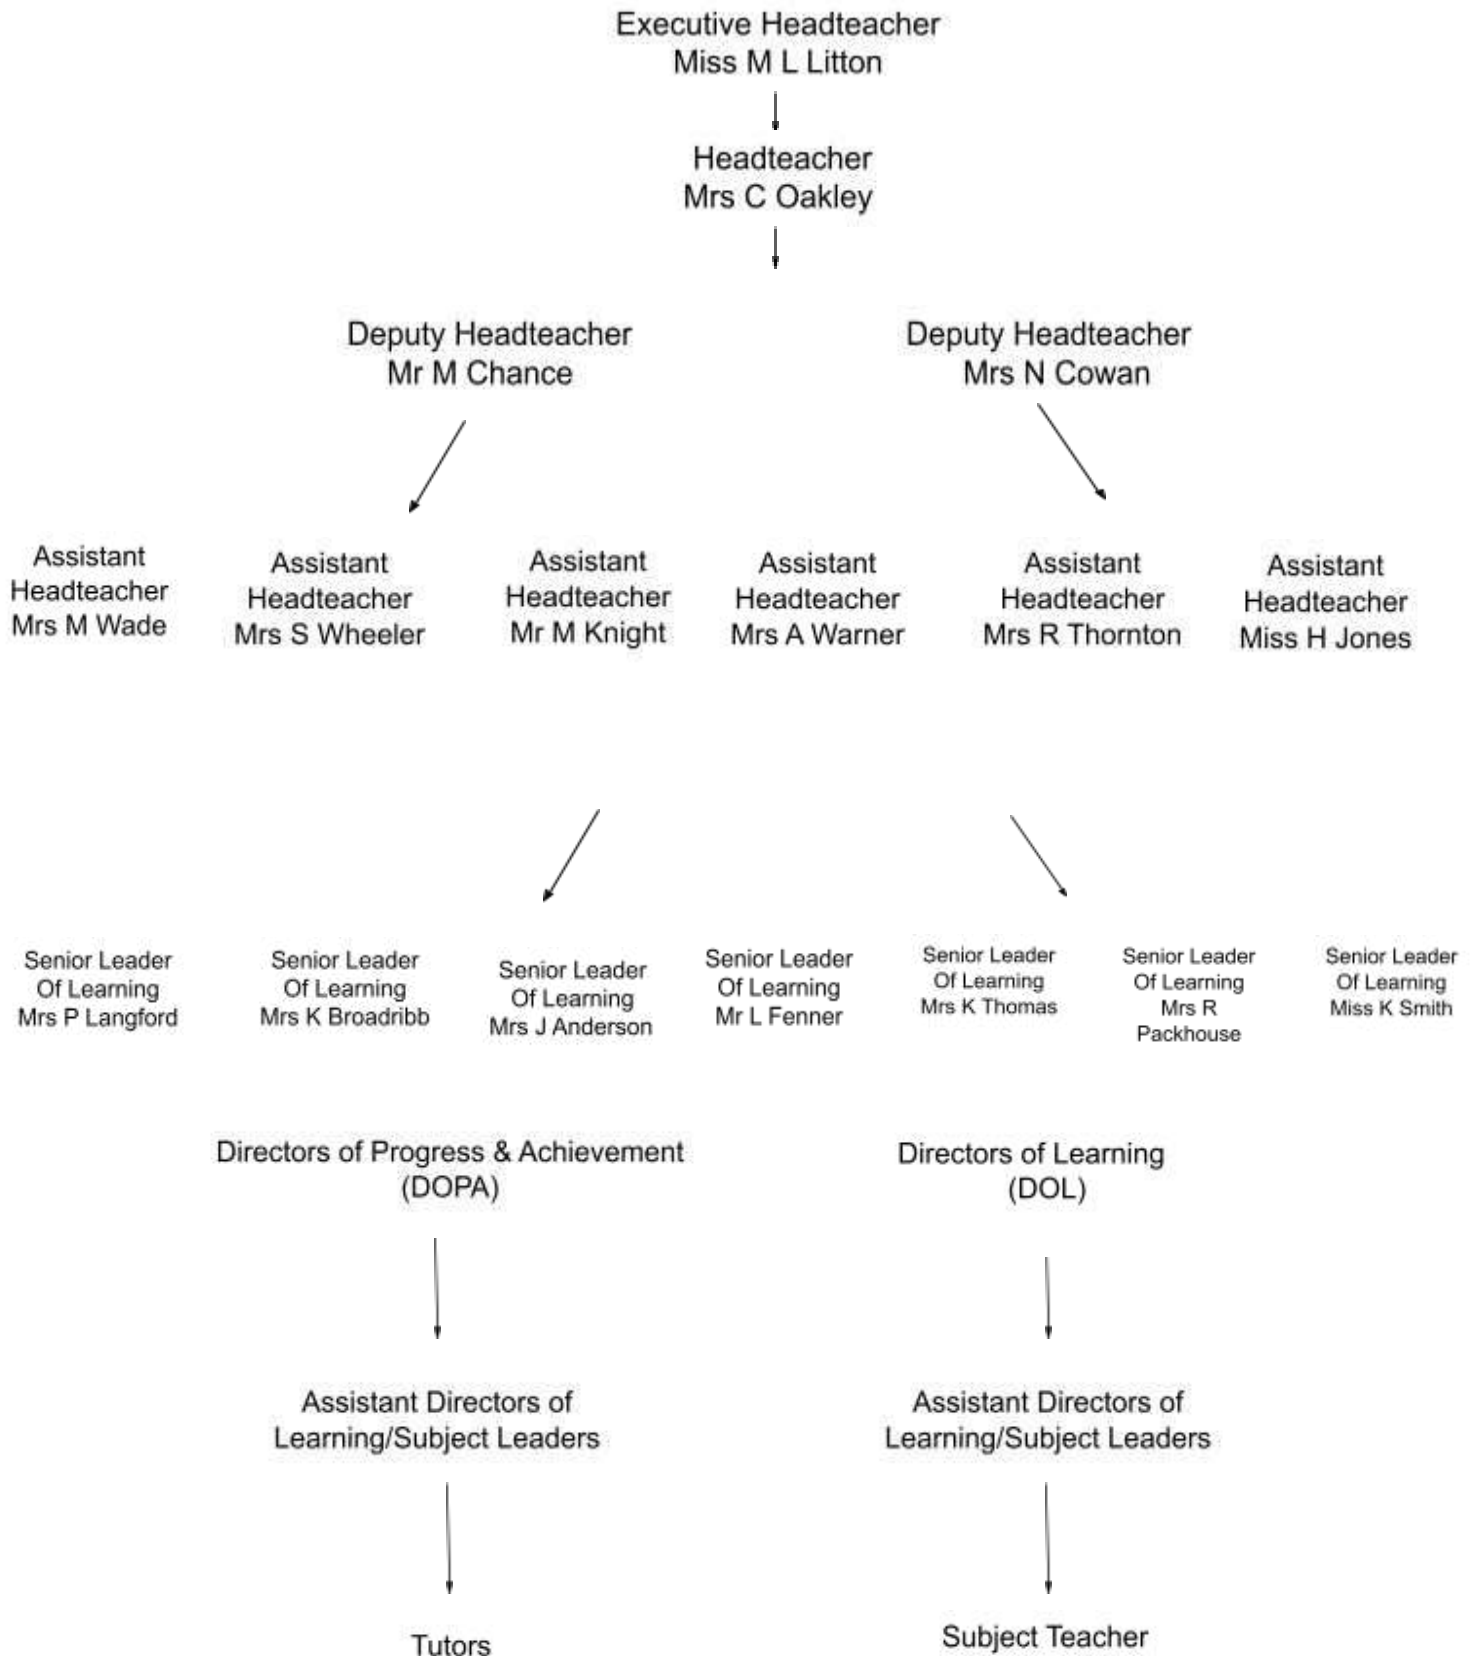 Executive Headteacher
Miss M L Litton
Headteacher
Mrs C Oakley
Deputy Headteacher
Mr M Chance
Deputy Headteacher
Mrs N Cowan
Assistant
Headteacher
Mrs M Wade
Assistant
Headteacher
Mrs S Wheeler
Assistant
Headteacher
Mr M Knight
Assistant
Headteacher
Mrs A Warner
Assistant
Headteacher
Mrs R Thornton
Assistant
Headteacher
Miss H Jones
Senior Leader
Of Learning
Mrs P Langford
Senior Leader
Of Learning
Mrs K Broadribb
Senior Leader
Of Learning
Mrs J Anderson
Senior Leader
Of Learning
Mr L Fenner
Senior Leader
Of Learning
Mrs K Thomas
Senior Leader
Of Learning
Mrs R
Packhouse
Senior Leader
Of Learning
Miss K Smith
Directors of Progress & Achievement
(DOPA)
Directors of Learning
(DOL)
Assistant Directors of
Learning/Subject Leaders
Assistant Directors of
Learning/Subject Leaders
Tutors
Subject Teacher